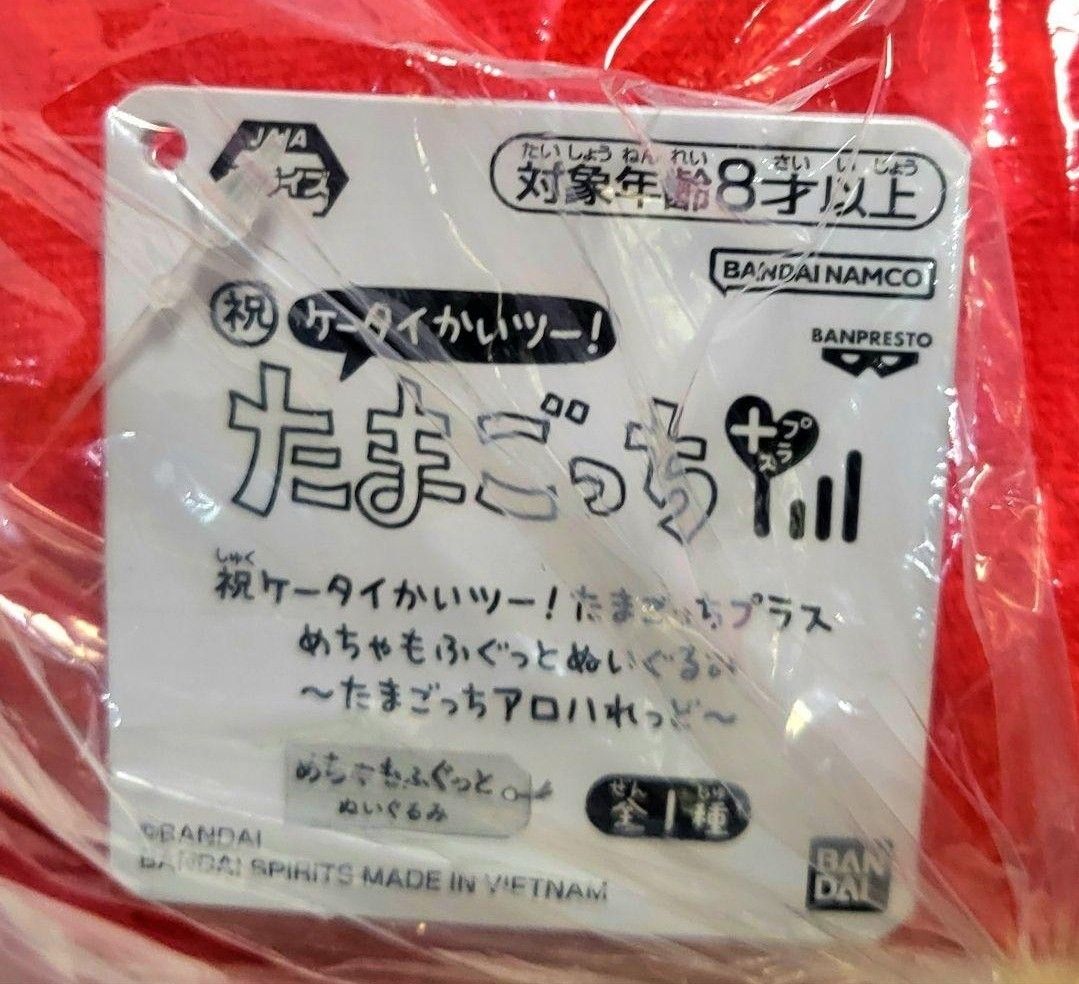 JAIA
たいしょうねんれい さいいじょう
対象年齢8才以上
BANDAI NAMCO
BANPRESTO
祝 ケータイかいツー!
たまごっち
+プラス
しゅく
祝ケータイかいツー!たまごっちプラス
めちゃもふぐっとぬいぐるみ
～たまごっちアロハれっど～
めちゃもふぐっと
ぬいぐるみ
ぜん しゅ
全1種
©BANDAI
BANDAI SPIRITS MADE IN VIETNAM
BAN
DAI